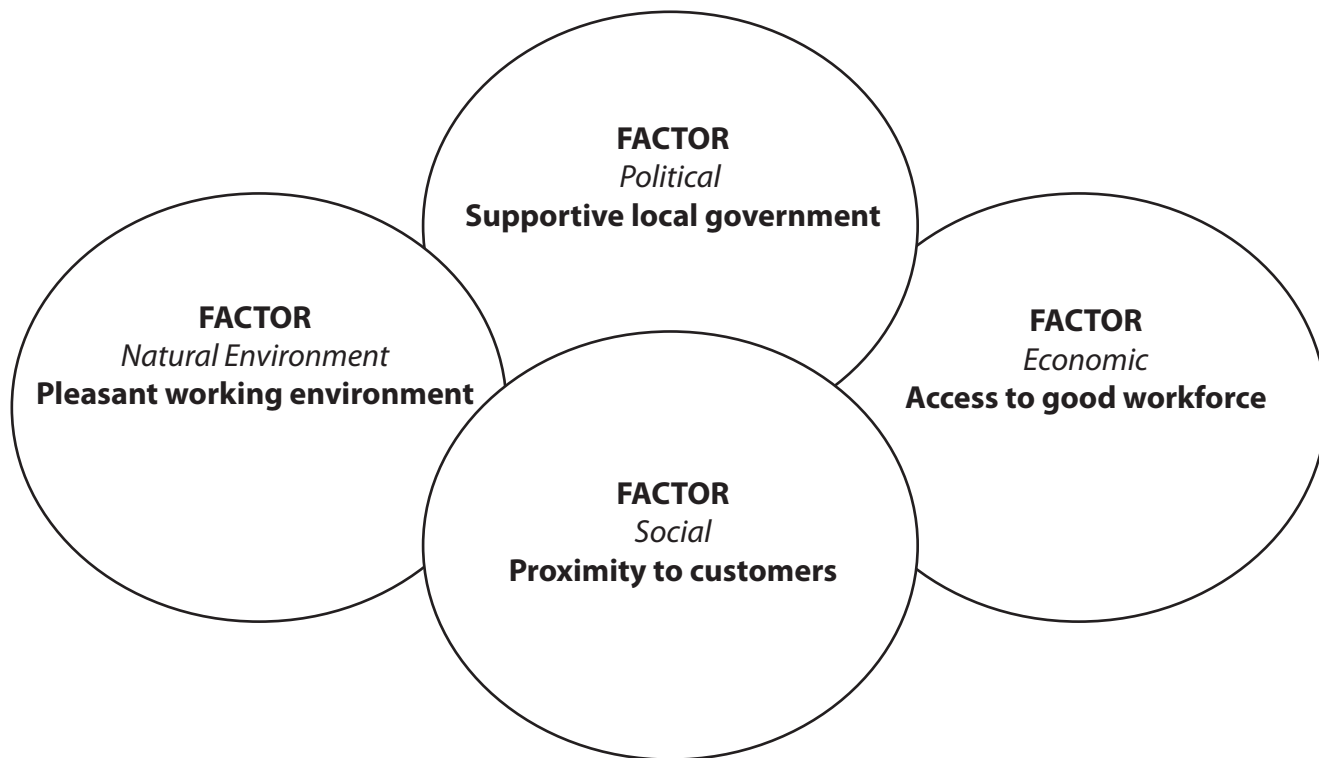 FACTOR
Political
Supportive local government
FACTOR
Natural Environment
Pleasant working environment
FACTOR
Economic
Access to good workforce
FACTOR
Social
Proximity to customers